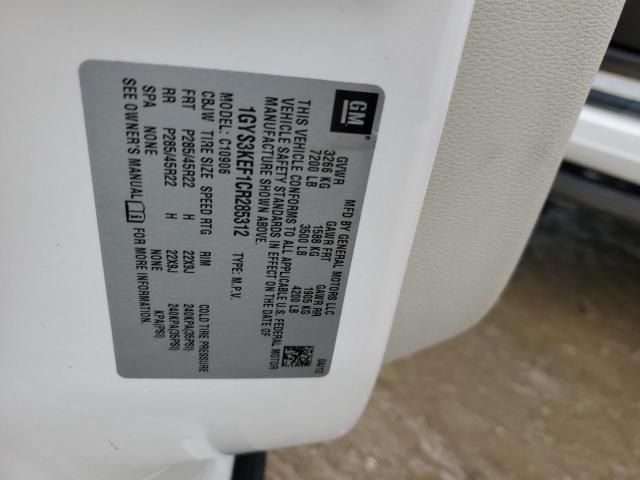 GM
MFD BY GENERAL MOTORS LLC
04/12
GVWR GAWR FRT GAWR RR
3266 KG 1588 KG 1905 KG
7200 LB 3500 LB 4200 LB
THIS VEHICLE CONFORMS TO ALL APPLICABLE U.S. FEDERAL MOTOR
VEHICLE SAFETY STANDARDS IN EFFECT ON THE DATE OF
MANUFACTURE SHOWN ABOVE.
1GYS3KEF1CR285312 TYPE: M.P.V.
MODEL: C10906
CBJW TIRE SIZE SPEED RTG RIM COLD TIRE PRESSURE
FRT P285/45R22 H 22X9J 240KPA(35PSI)
RR P285/45R22 H 22X9J 240KPA(35PSI)
SPA NONE NONE KPA(PSI)
SEE OWNER'S MANUAL FOR MORE INFORMATION.